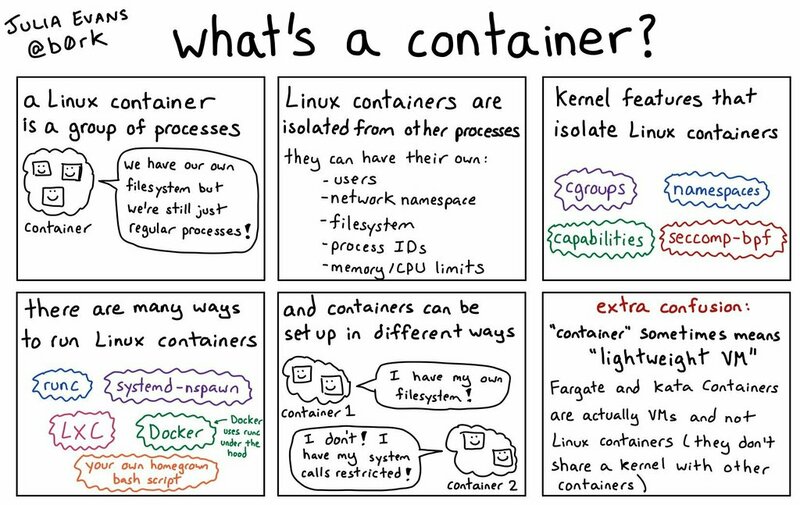 JULIA EVANS
@b0rk
what's a container?
a Linux container
is a group of processes
we have our own
filesystem but
we're still just
regular processes!
container
Linux containers are
isolated from other processes
they can have their own:
- users
- network namespace
- filesystem
- process IDs
- memory/CPU limits
Kernel features that
isolate Linux containers
cgroups
namespaces
capabilities
seccomp-bpf
there are many ways
to run Linux containers
runc
systemd-nspawn
LXC
Docker
Docker
uses runc
under the
hood
your own homegrown
bash script
and containers can be
set up in different ways
I have my own
filesystem!
container 1
I don't! I
have my system
calls restricted!
container 2
extra confusion:
"container" sometimes means
"lightweight VM"
Fargate and Kata Containers
are actually VMs and not
Linux containers (they don't
share a kernel with other
containers)